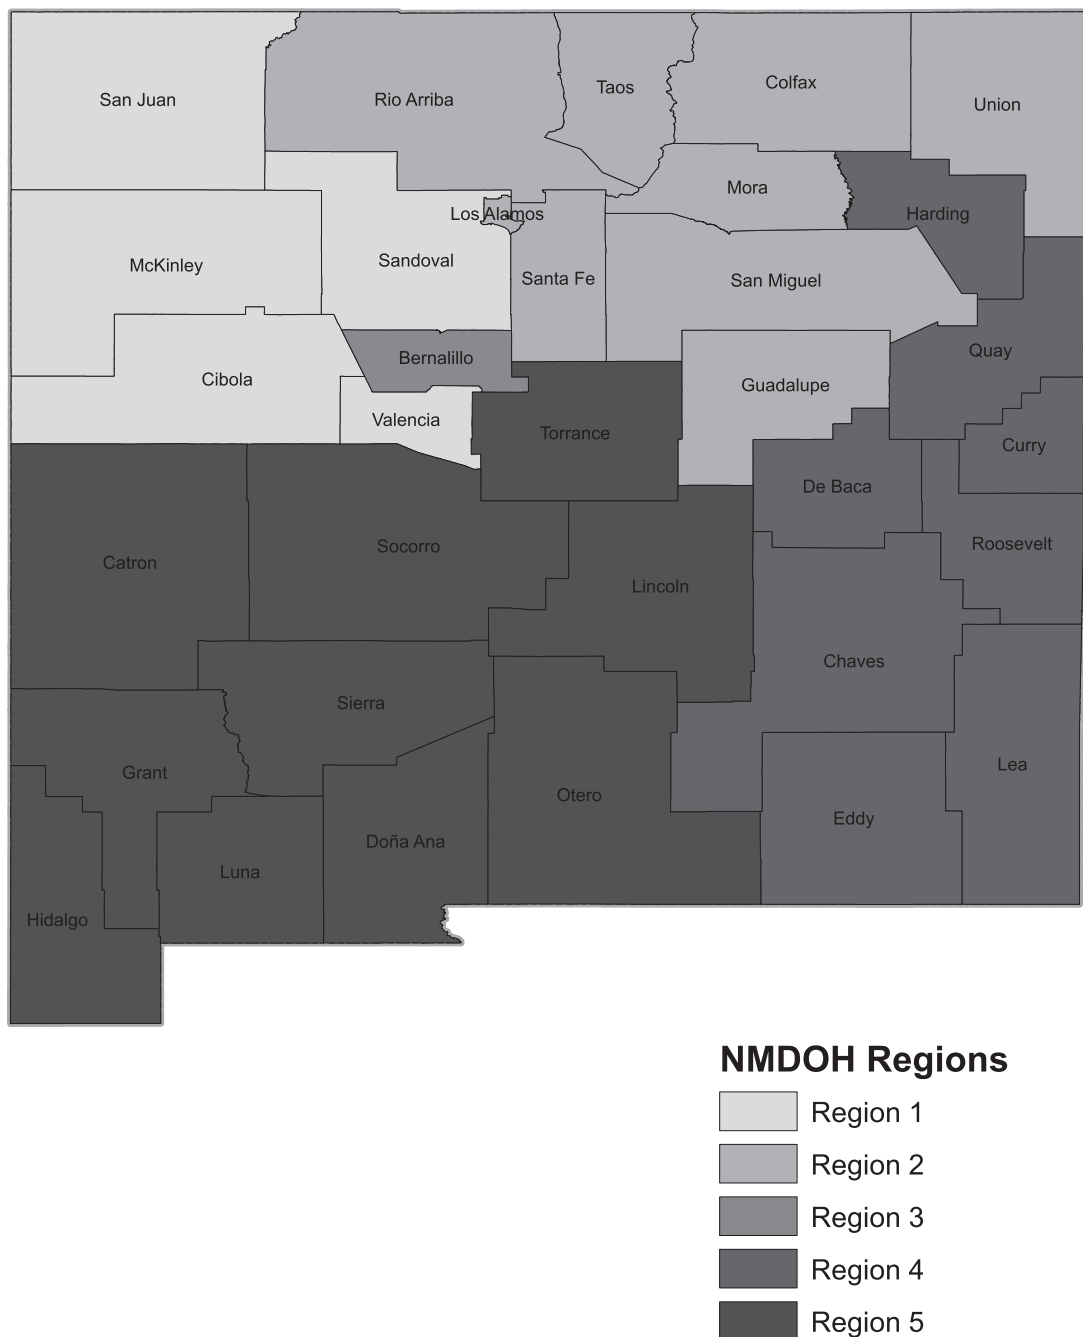 San Juan
Rio Arriba
Taos
Colfax
Union
Mora
Los Alamos
Harding
McKinley
Sandoval
Santa Fe
San Miguel
Bernalillo
Quay
Cibola
Guadalupe
Valencia
Torrance
Curry
De Baca
Catron
Socorro
Roosevelt
Lincoln
Chaves
Sierra
Grant
Lea
Otero
Eddy
Doña Ana
Luna
Hidalgo
NMDOH Regions
Region 1
Region 2
Region 3
Region 4
Region 5